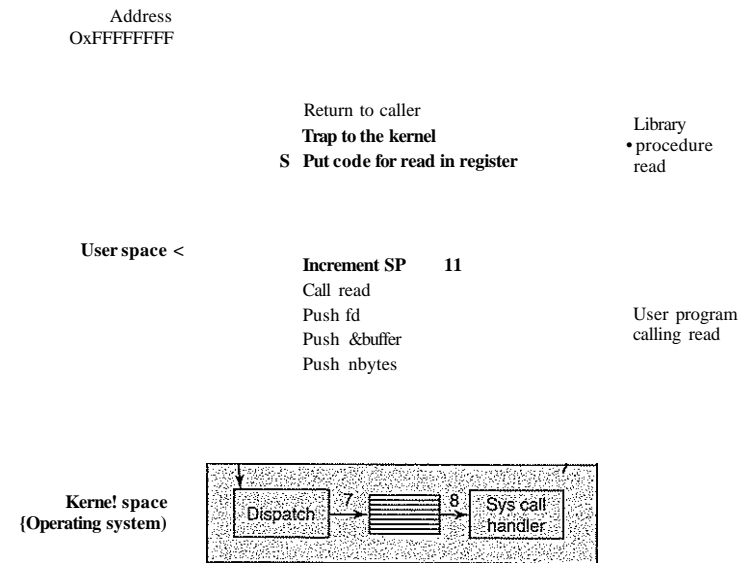 Address
OxFFFFFFFF
Return to caller
Trap to the kernel
S Put code for read in register
Library
• procedure
read
User space <
Increment SP 11
Call read
Push fd
Push &buffer
Push nbytes
User program
calling read
Kerne! space
{Operating system)
Dispatch
7
8
Sys call
handler